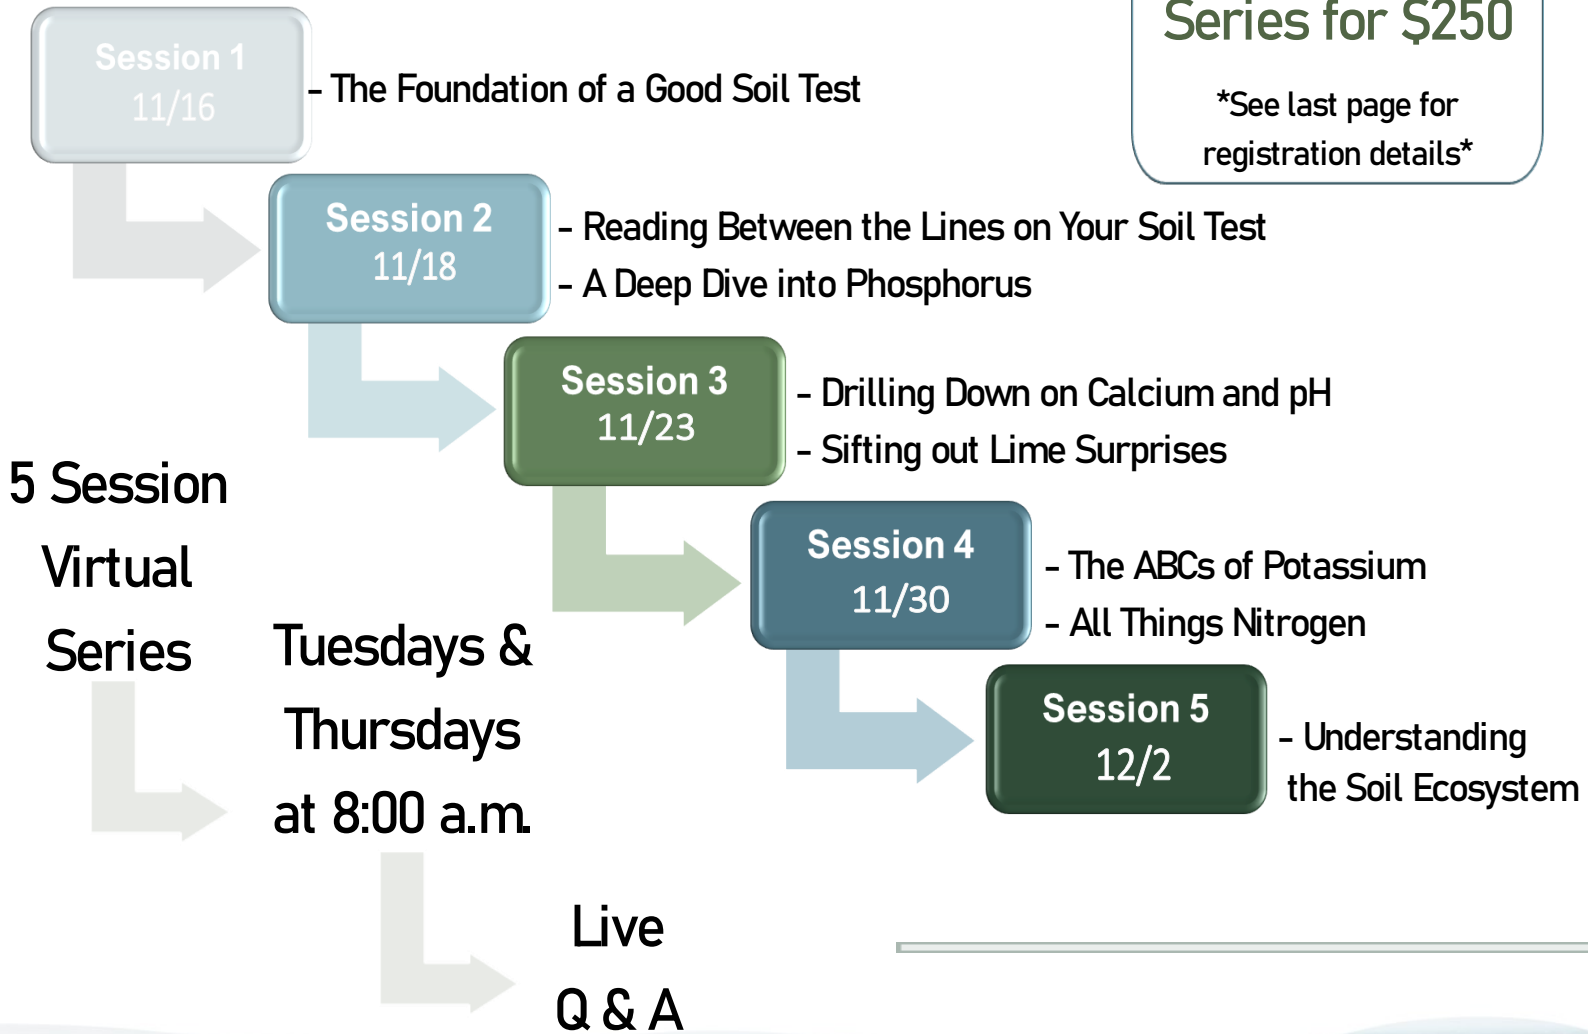 Series for $250
*See last page for
registration details*
Session 1
11/16
- The Foundation of a Good Soil Test
Session 2
11/18
- Reading Between the Lines on Your Soil Test
- A Deep Dive into Phosphorus
Session 3
11/23
- Drilling Down on Calcium and pH
- Sifting out Lime Surprises
Session 4
11/30
- The ABCs of Potassium
- All Things Nitrogen
Session 5
12/2
- Understanding
the Soil Ecosystem
5 Session
Virtual
Series
Tuesdays &
Thursdays
at 8:00 a.m.
Live
Q & A